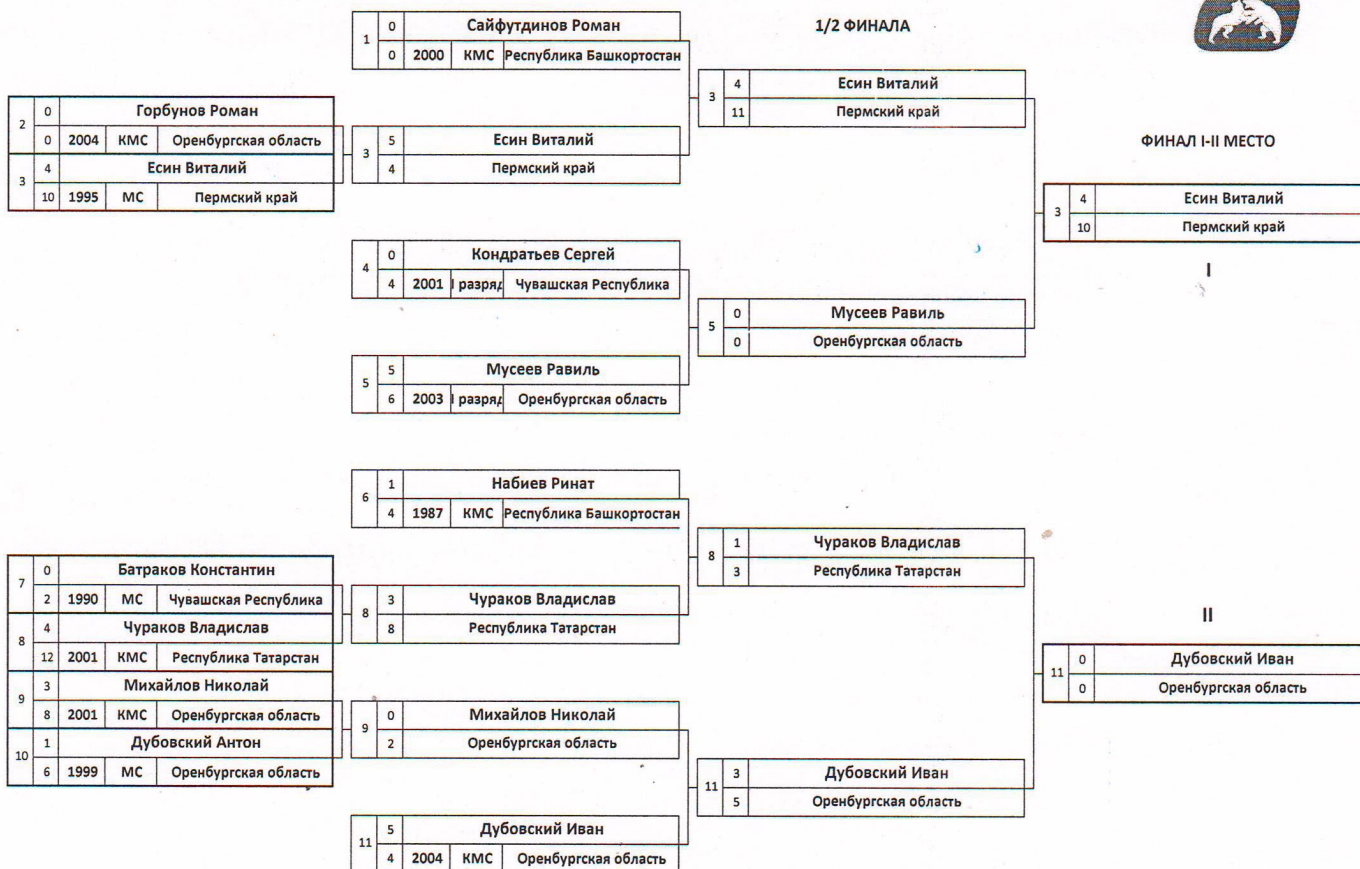 1/2 ФИНАЛА
ФИНАЛ I-II МЕСТО
2 0 Горбунов Роман
0 2004 КМС Оренбургская область
3 4 Есин Виталий
10 1995 МС Пермский край
7 0 Батраков Константин
2 1990 МС Чувашская Республика
8 4 Чураков Владислав
12 2001 КМС Республика Татарстан
9 3 Михайлов Николай
8 2001 КМС Оренбургская область
10 1 Дубовский Антон
6 1999 МС Оренбургская область
1 0 Сайфутдинов Роман
0 2000 КМС Республика Башкортостан
3 5 Есин Виталий
4 Пермский край
4 0 Кондратьев Сергей
4 2001 I разряд Чувашская Республика
5 5 Мусеев Равиль
6 2003 I разряд Оренбургская область
6 1 Набиев Ринат
4 1987 КМС Республика Башкортостан
8 3 Чураков Владислав
8 Республика Татарстан
9 0 Михайлов Николай
2 Оренбургская область
11 5 Дубовский Иван
4 2004 КМС Оренбургская область
3 4 Есин Виталий
11 Пермский край
5 0 Мусеев Равиль
0 Оренбургская область
8 1 Чураков Владислав
3 Республика Татарстан
11 3 Дубовский Иван
5 Оренбургская область
3 4 Есин Виталий
10 Пермский край
I
II
11 0 Дубовский Иван
0 Оренбургская область